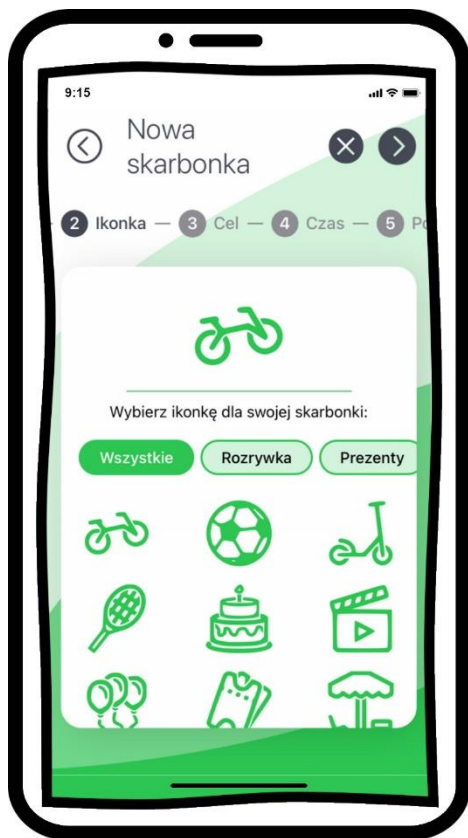 9:15
Nowa
skarbonka
2 Ikonka — 3 Cel — 4 Czas — 5
Wybierz ikonkę dla swojej skarbonki:
Wszystkie Rozrywka Prezenty